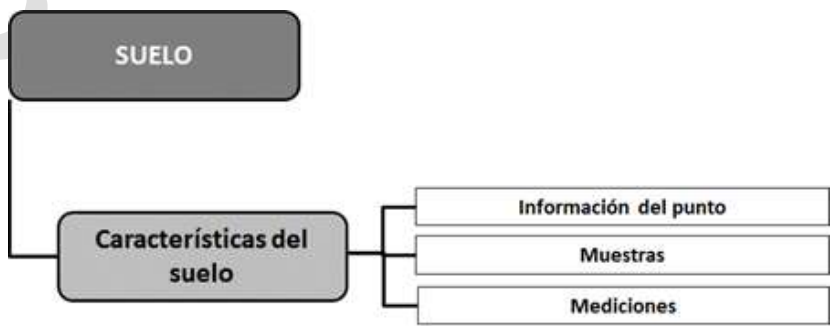 SUELO
Características del
suelo
Información del punto
Muestras
Mediciones